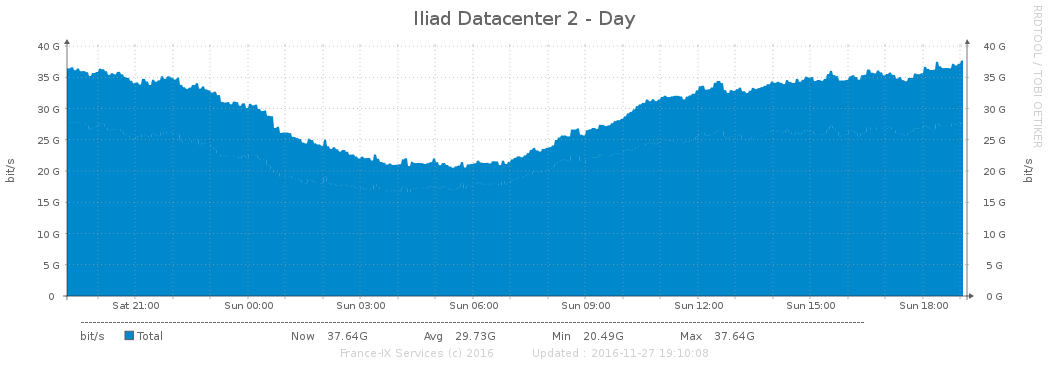 Iliad Datacenter 2 - Day
RRDTOOL / TOBI OETIKER
40 G 40 G
35 G 35 G
30 G 30 G
25 G 25 G
20 G 20 G
15 G 15 G
10 G 10 G
5 G 5 G
0 0 G
bit/s bit/s
Sat 21:00 Sun 00:00 Sun 03:00 Sun 06:00 Sun 09:00 Sun 12:00 Sun 15:00 Sun 18:00
bit/s Total Now 37.64G Avg 29.73G Min 20.49G Max 37.64G
France-IX Services (c) 2016 Updated : 2016-11-27 19:10:08